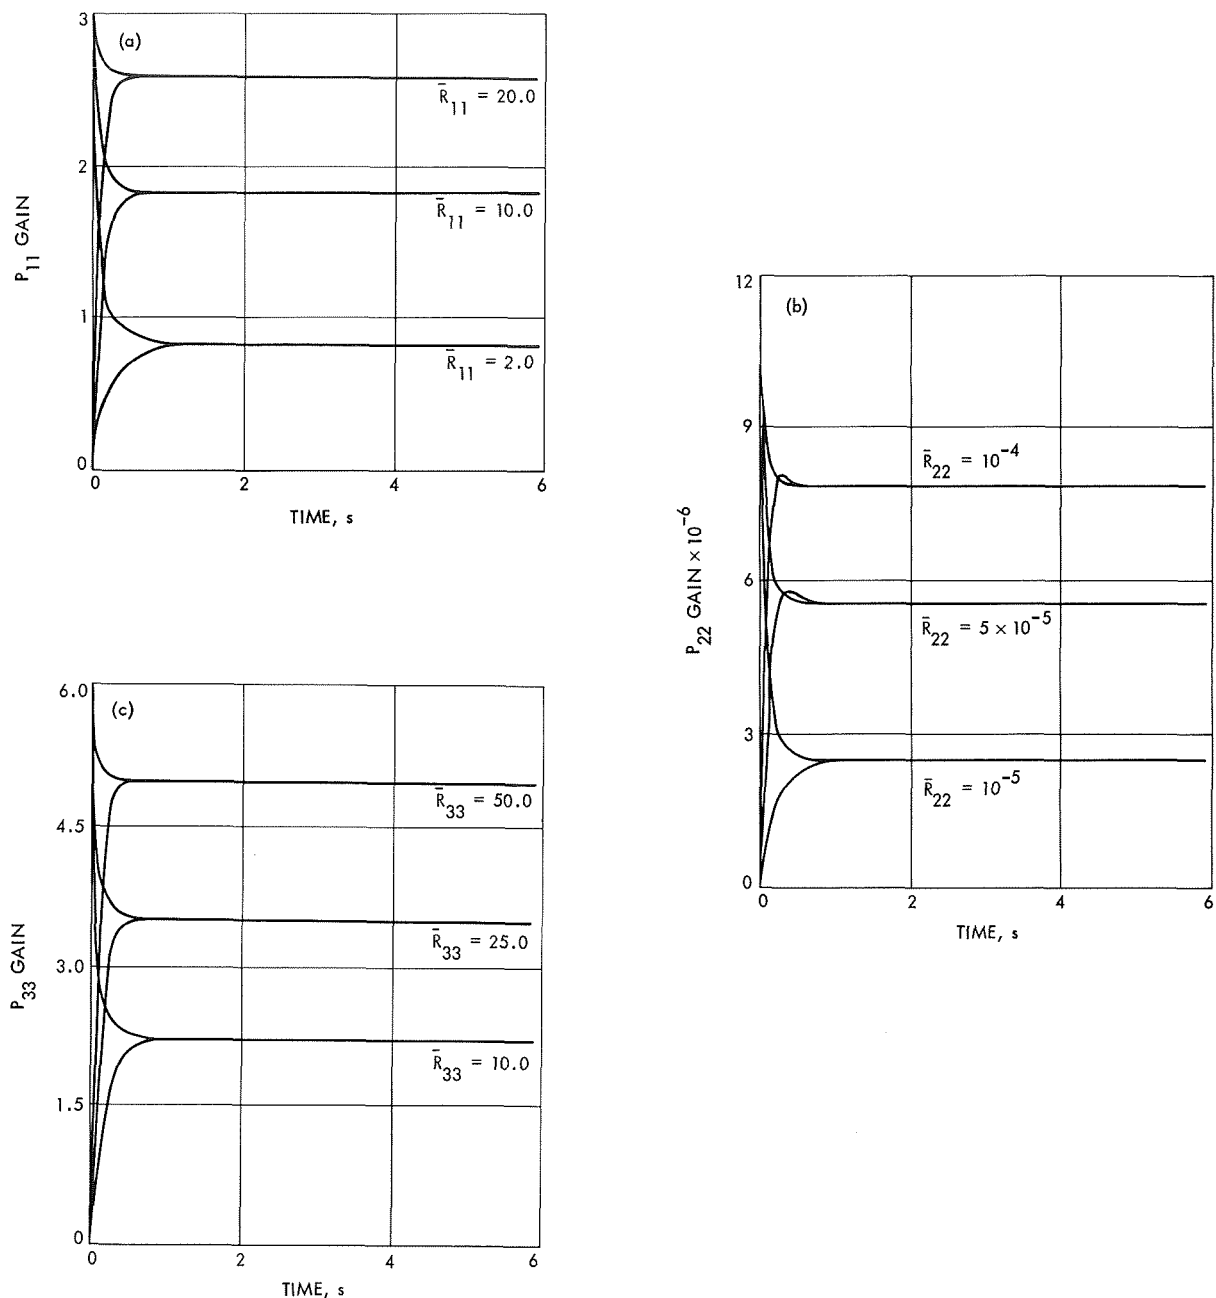 (a)
3
2
1
0
P11 GAIN
R̄11 = 20.0
R̄11 = 10.0
R̄11 = 2.0
0 2 4 6
TIME, s
(b)
12
9
6
3
0
P22 GAIN × 10⁻⁶
R̄22 = 10⁻⁴
R̄22 = 5 × 10⁻⁵
R̄22 = 10⁻⁵
0 2 4 6
TIME, s
(c)
6.0
4.5
3.0
1.5
0
P33 GAIN
R̄33 = 50.0
R̄33 = 25.0
R̄33 = 10.0
0 2 4 6
TIME, s